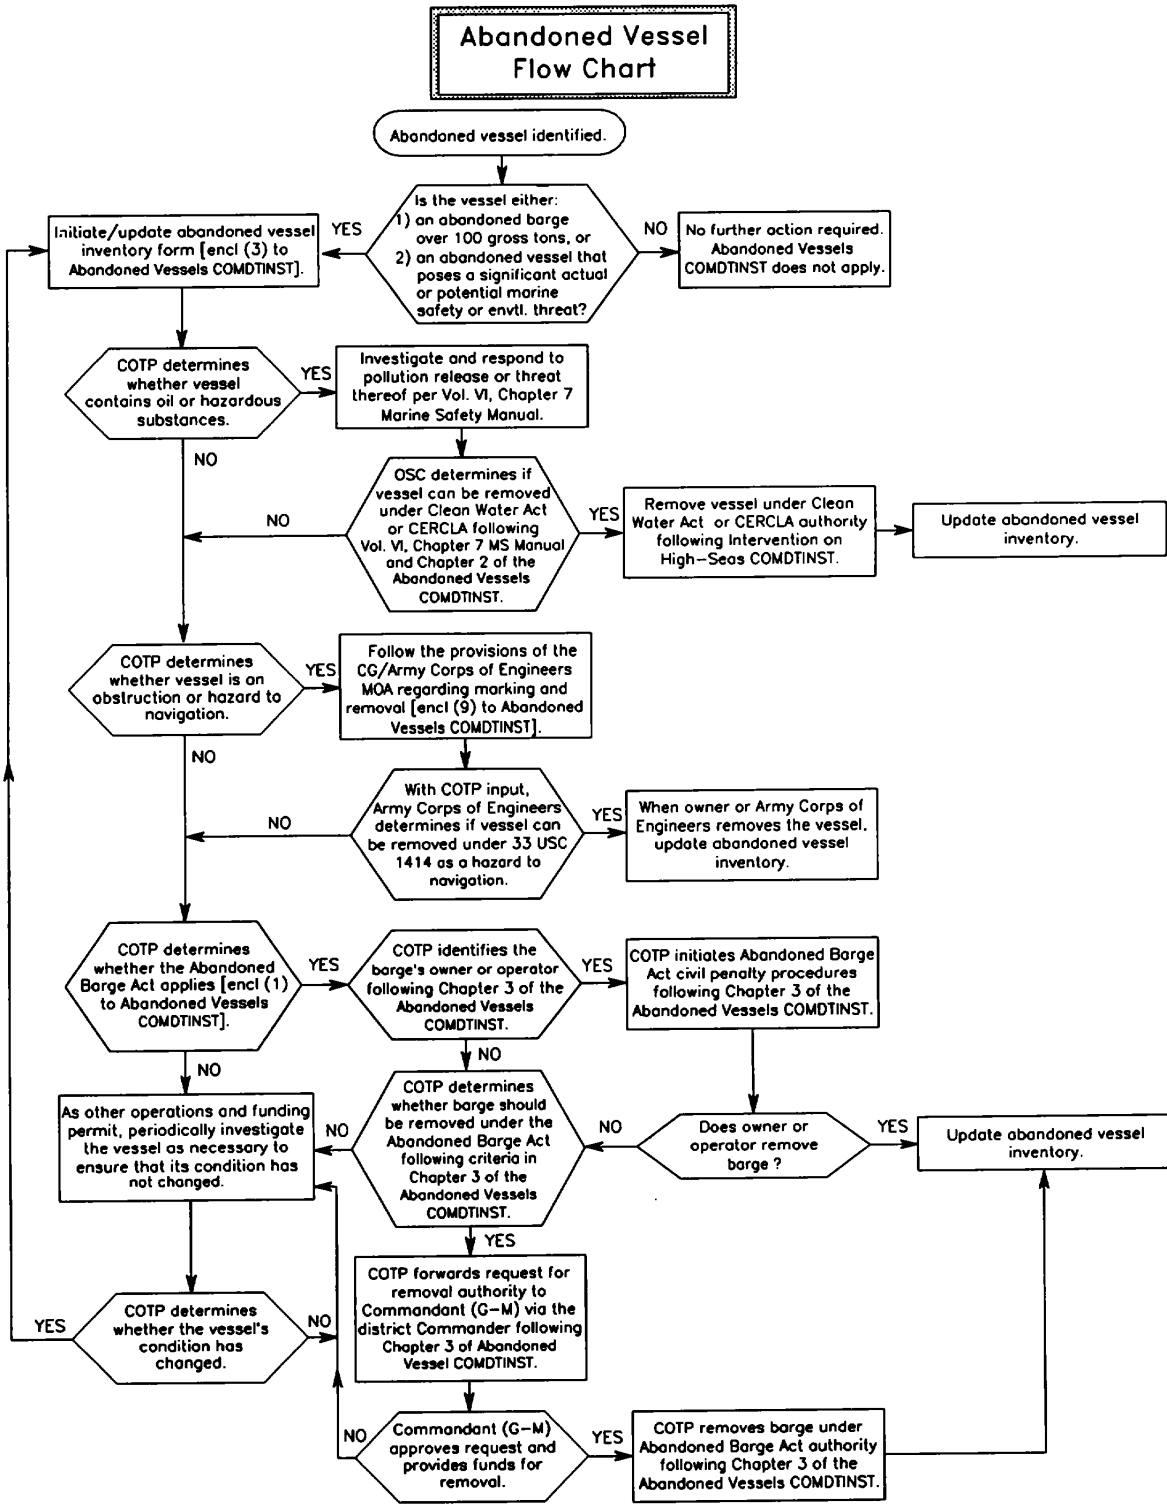 Abandoned Vessel
Flow Chart
Abandoned vessel identified.
Is the vessel either:
1) an abandoned barge
over 100 gross tons, or
2) an abandoned vessel that
poses a significant actual
or potential marine
safety or envtl. threat?
YES
NO
Initiate/update abandoned vessel
inventory form [encl (3) to
Abandoned Vessels COMDTINST].
No further action required.
Abandoned Vessels
COMDTINST does not apply.
COTP determines
whether vessel
contains oil or hazardous
substances.
YES
NO
Investigate and respond to
pollution release or threat
thereof per Vol. VI, Chapter 7
Marine Safety Manual.
OSC determines if
vessel can be removed
under Clean Water Act
or CERCLA following
Vol. VI, Chapter 7 MS Manual
and Chapter 2 of the
Abandoned Vessels
COMDTINST.
NO
YES
Remove vessel under Clean
Water Act or CERCLA authority
following Intervention on
High-Seas COMDTINST.
Update abandoned vessel
inventory.
COTP determines
whether vessel is an
obstruction or hazard to
navigation.
YES
NO
Follow the provisions of the
CG/Army Corps of Engineers
MOA regarding marking and
removal [encl (9) to Abandoned
Vessels COMDTINST].
With COTP input,
Army Corps of Engineers
determines if vessel can
be removed under 33 USC
1414 as a hazard to
navigation.
NO
YES
When owner or Army Corps of
Engineers removes the vessel,
update abandoned vessel
inventory.
COTP determines
whether the Abandoned
Barge Act applies [encl (1)
to Abandoned Vessels
COMDTINST].
YES
NO
COTP identifies the
barge's owner or operator
following Chapter 3 of the
Abandoned Vessels
COMDTINST.
YES
NO
COTP initiates Abandoned Barge
Act civil penalty procedures
following Chapter 3 of the
Abandoned Vessels COMDTINST.
As other operations and funding
permit, periodically investigate
the vessel as necessary to
ensure that its condition has
not changed.
NO
COTP determines
whether barge should
be removed under the
Abandoned Barge Act
following criteria in
Chapter 3 of the
Abandoned Vessels
COMDTINST.
NO
Does owner or
operator remove
barge ?
YES
Update abandoned vessel
inventory.
YES
COTP forwards request for
removal authority to
Commandant (G-M) via the
district Commander following
Chapter 3 of Abandoned
Vessel COMDTINST.
YES
COTP determines
whether the vessel's
condition has
changed.
NO
NO
Commandant (G-M)
approves request and
provides funds for
removal.
YES
COTP removes barge under
Abandoned Barge Act authority
following Chapter 3 of the
Abandoned Vessels COMDTINST.